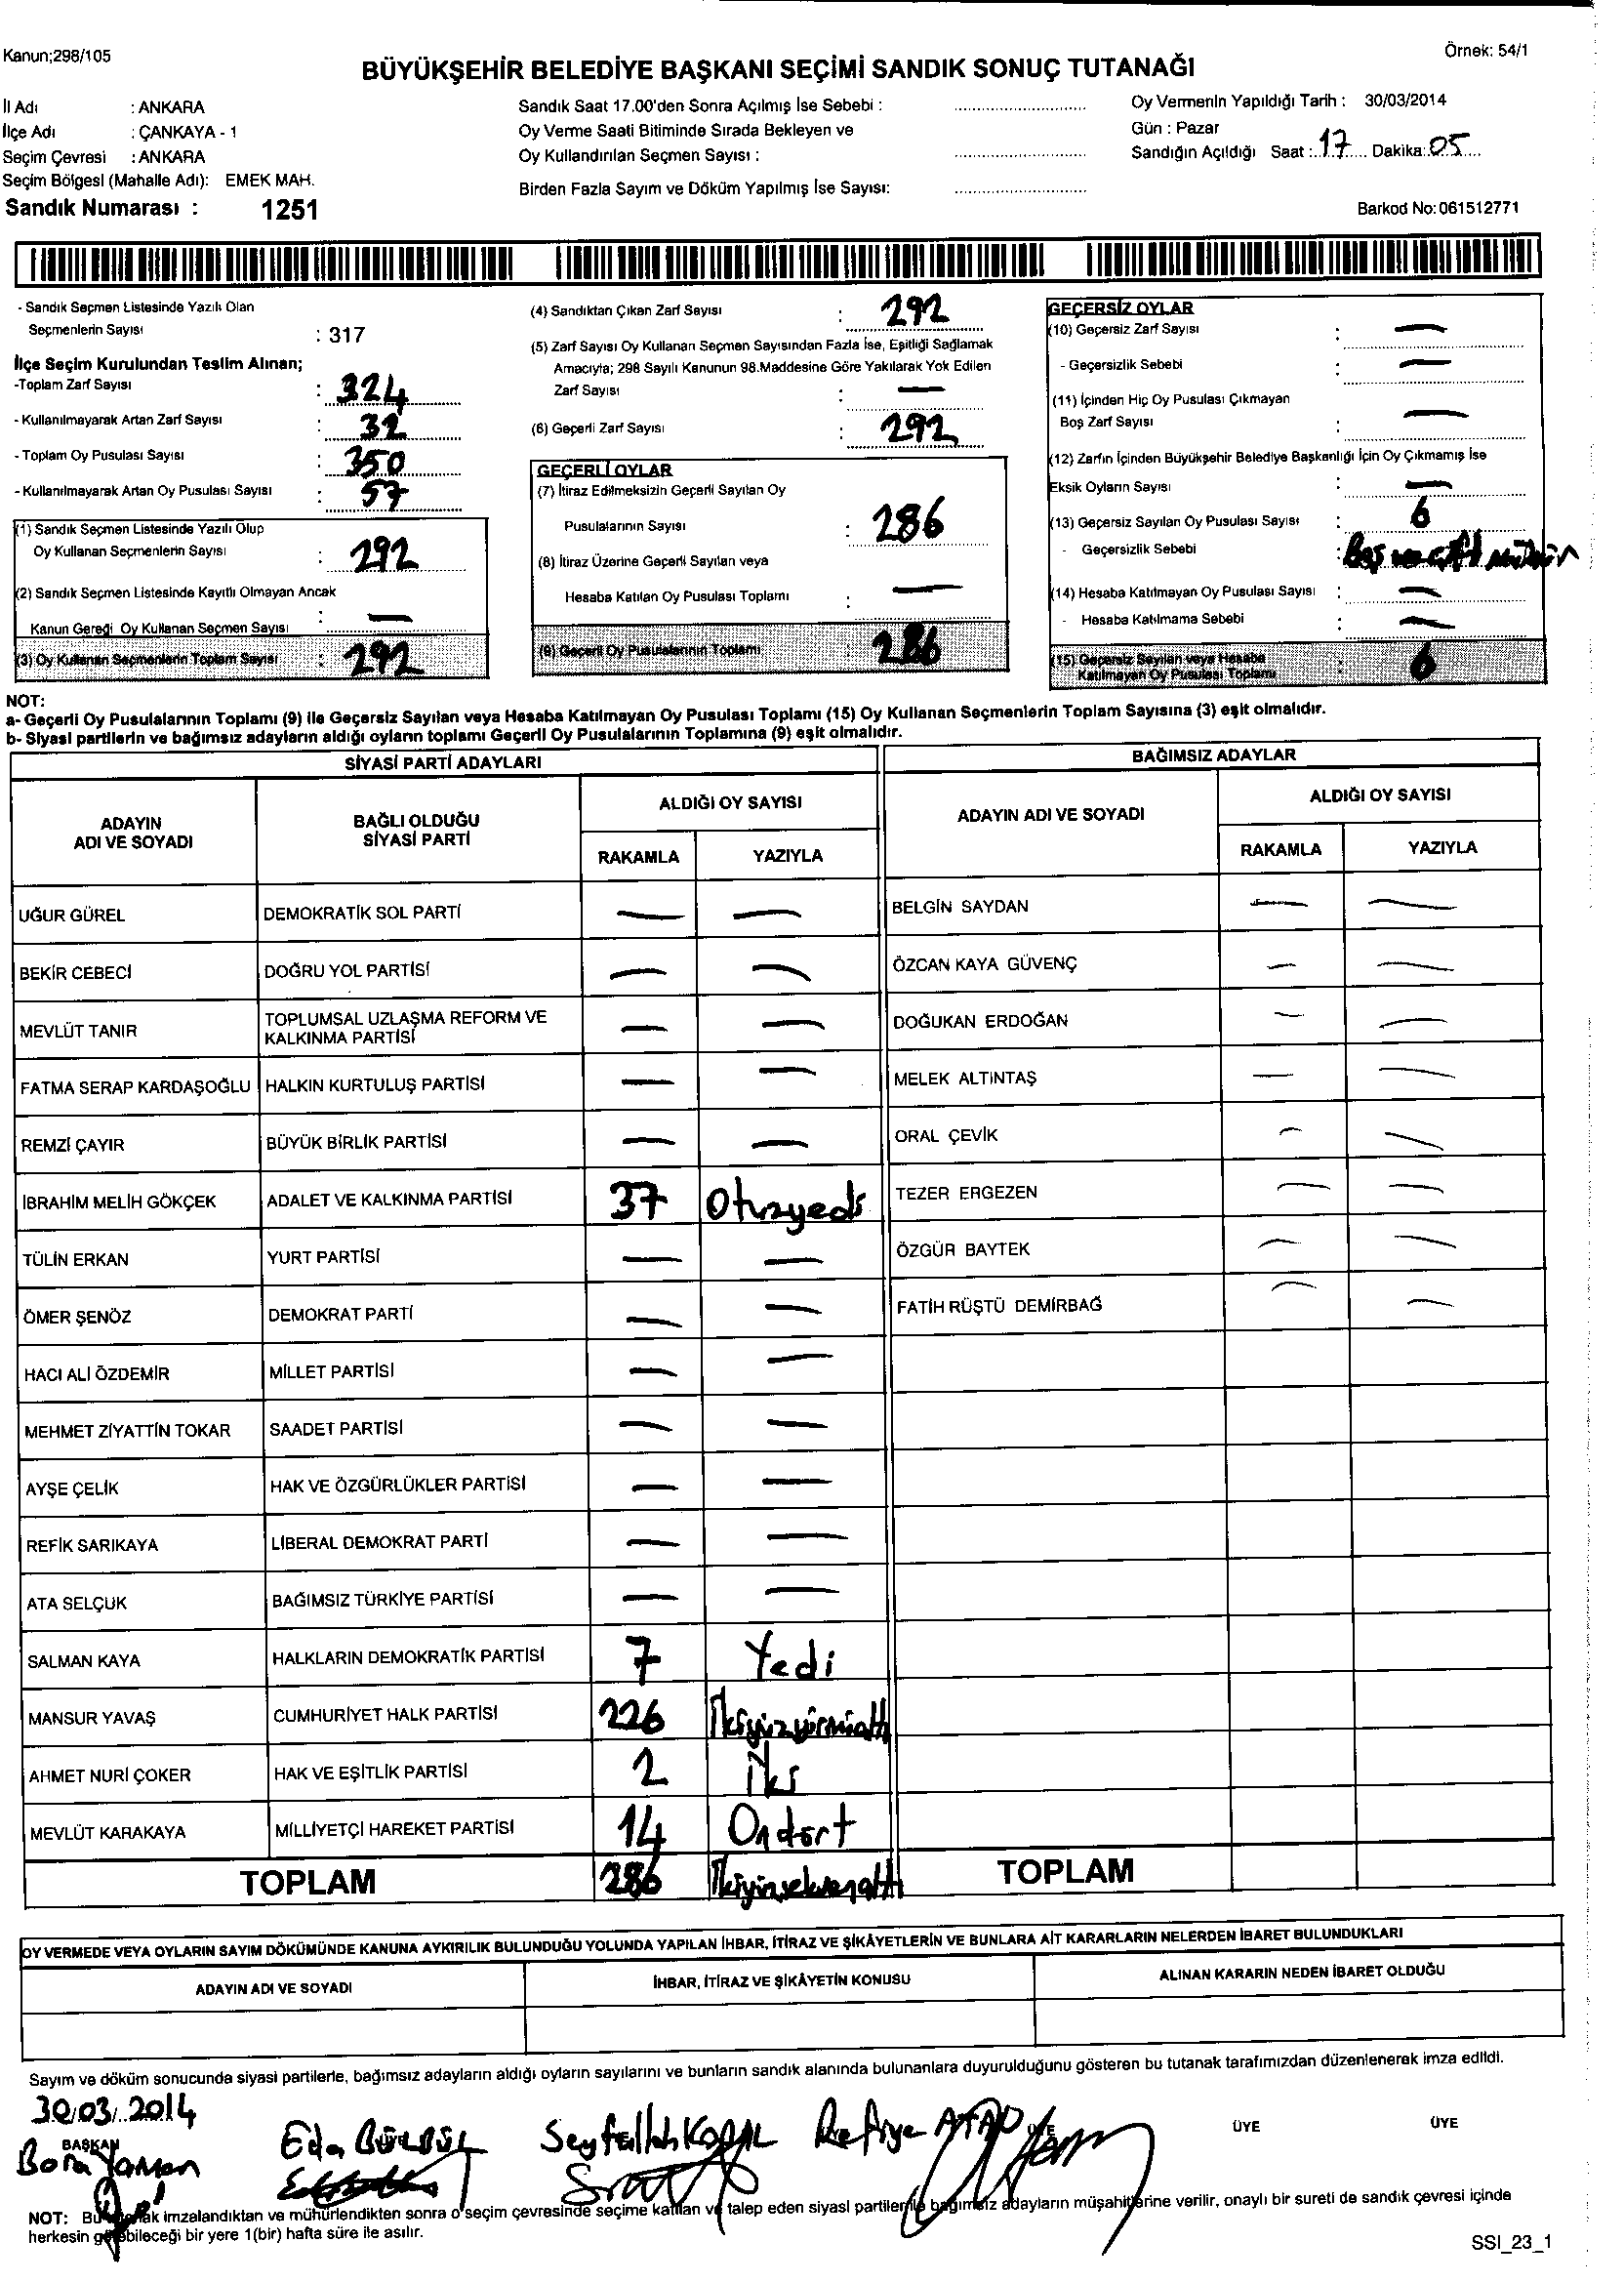 Kanun;298/105
Örnek: 54/1
BÜYÜKŞEHİR BELEDİYE BAŞKANI SEÇİMİ SANDIK SONUÇ TUTANAĞI
İl Adı : ANKARA
İlçe Adı : ÇANKAYA - 1
Seçim Çevresi : ANKARA
Seçim Bölgesi (Mahalle Adı): EMEK MAH.
Sandık Numarası : 1251
Sandık Saat 17.00'den Sonra Açılmış İse Sebebi :
Oy Verme Saati Bitiminde Sırada Bekleyen ve
Oy Kullandırılan Seçmen Sayısı :
Birden Fazla Sayım ve Döküm Yapılmış İse Sayısı:
Oy Vermenin Yapıldığı Tarih : 30/03/2014
Gün : Pazar
Sandığın Açıldığı Saat : 17 Dakika: 05
Barkod No: 061512771
- Sandık Seçmen Listesinde Yazılı Olan
Seçmenlerin Sayısı : 317
İlçe Seçim Kurulundan Teslim Alınan;
-Toplam Zarf Sayısı : 324
- Kullanılmayarak Artan Zarf Sayısı : 32
- Toplam Oy Pusulası Sayısı : 350
- Kullanılmayarak Artan Oy Pusulası Sayısı : 57
(1) Sandık Seçmen Listesinde Yazılı Olup
Oy Kullanan Seçmenlerin Sayısı : 292
(2) Sandık Seçmen Listesinde Kayıtlı Olmayan Ancak
Kanun Gereği Oy Kullanan Seçmen Sayısı : —
(3) Oy Kullanan Seçmenlerin Toplam Sayısı : 292
(4) Sandıktan Çıkan Zarf Sayısı : 292
(5) Zarf Sayısı Oy Kullanan Seçmen Sayısından Fazla İse, Eşitliği Sağlamak
Amacıyla; 298 Sayılı Kanunun 98.Maddesine Göre Yakılarak Yok Edilen
Zarf Sayısı : —
(6) Geçerli Zarf Sayısı : 292
GEÇERLİ OYLAR
(7) İtiraz Edilmeksizin Geçerli Sayılan Oy
Pusulalarının Sayısı : 286
(8) İtiraz Üzerine Geçerli Sayılan veya
Hesaba Katılan Oy Pusulası Toplamı : —
(9) Geçerli Oy Pusulalarının Toplamı : 286
GEÇERSİZ OYLAR
(10) Geçersiz Zarf Sayısı : —
- Geçersizlik Sebebi : —
(11) İçinden Hiç Oy Pusulası Çıkmayan
Boş Zarf Sayısı : —
(12) Zarfın İçinden Büyükşehir Belediye Başkanlığı İçin Oy Çıkmamış İse
Eksik Oyların Sayısı : —
(13) Geçersiz Sayılan Oy Pusulası Sayısı : 6
- Geçersizlik Sebebi : Boş ve çift mühür
(14) Hesaba Katılmayan Oy Pusulası Sayısı : —
- Hesaba Katılmama Sebebi : —
(15) Geçersiz Sayılan veya Hesaba
Katılmayan Oy Pusulası Toplamı : 6
NOT:
a- Geçerli Oy Pusulalarının Toplamı (9) ile Geçersiz Sayılan veya Hesaba Katılmayan Oy Pusulası Toplamı (15) Oy Kullanan Seçmenlerin Toplam Sayısına (3) eşit olmalıdır.
b- Siyasi partilerin ve bağımsız adayların aldığı oyların toplamı Geçerli Oy Pusulalarının Toplamına (9) eşit olmalıdır.
SİYASİ PARTİ ADAYLARI
ADAYIN ADI VE SOYADI BAĞLI OLDUĞU SİYASİ PARTİ ALDIĞI OY SAYISI
RAKAMLA YAZIYLA
UĞUR GÜREL DEMOKRATİK SOL PARTİ — —
BEKİR CEBECİ DOĞRU YOL PARTİSİ — —
MEVLÜT TANIR TOPLUMSAL UZLAŞMA REFORM VE KALKINMA PARTİSİ — —
FATMA SERAP KARDAŞOĞLU HALKIN KURTULUŞ PARTİSİ — —
REMZİ ÇAYIR BÜYÜK BİRLİK PARTİSİ — —
İBRAHİM MELİH GÖKÇEK ADALET VE KALKINMA PARTİSİ 37 Otuzyedi
TÜLİN ERKAN YURT PARTİSİ — —
ÖMER ŞENÖZ DEMOKRAT PARTİ — —
HACI ALİ ÖZDEMİR MİLLET PARTİSİ — —
MEHMET ZİYATTİN TOKAR SAADET PARTİSİ — —
AYŞE ÇELİK HAK VE ÖZGÜRLÜKLER PARTİSİ — —
REFİK SARIKAYA LİBERAL DEMOKRAT PARTİ — —
ATA SELÇUK BAĞIMSIZ TÜRKİYE PARTİSİ — —
SALMAN KAYA HALKLARIN DEMOKRATİK PARTİSİ 7 Yedi
MANSUR YAVAŞ CUMHURİYET HALK PARTİSİ 226 İkiyüzyirmialtı
AHMET NURİ ÇOKER HAK VE EŞİTLİK PARTİSİ 2 İki
MEVLÜT KARAKAYA MİLLİYETÇİ HAREKET PARTİSİ 14 Ondört
TOPLAM 286 İkiyüzseksenaltı
BAĞIMSIZ ADAYLAR
ADAYIN ADI VE SOYADI ALDIĞI OY SAYISI
RAKAMLA YAZIYLA
BELGİN SAYDAN — —
ÖZCAN KAYA GÜVENÇ — —
DOĞUKAN ERDOĞAN — —
MELEK ALTINTAŞ — —
ORAL ÇEVİK — —
TEZER ERGEZEN — —
ÖZGÜR BAYTEK — —
FATİH RÜŞTÜ DEMİRBAĞ — —
TOPLAM
OY VERMEDE VEYA OYLARIN SAYIM DÖKÜMÜNDE KANUNA AYKIRILIK BULUNDUĞU YOLUNDA YAPILAN İHBAR, İTİRAZ VE ŞİKÂYETLERİN VE BUNLARA AİT KARARLARIN NELERDEN İBARET BULUNDUKLARI
ADAYIN ADI VE SOYADI İHBAR, İTİRAZ VE ŞİKÂYETİN KONUSU ALINAN KARARIN NEDEN İBARET OLDUĞU
Sayım ve döküm sonucunda siyasi partilerle, bağımsız adayların aldığı oyların sayılarını ve bunların sandık alanında bulunanlara duyurulduğunu gösteren bu tutanak tarafımızdan düzenlenerek imza edildi.
30/03/2014
BAŞKAN ÜYE ÜYE ÜYE
Bora Yaman Eda BÜLBÜL Seyfullah KOÇAL Refiye ATAD
NOT: Bu tutanak imzalandıktan ve mühürlendikten sonra o seçim çevresinde seçime katılan ve talep eden siyasi partilerle bağımsız adayların müşahitlerine verilir, onaylı bir sureti de sandık çevresi içinde
herkesin görebileceği bir yere 1(bir) hafta süre ile asılır.
SSI_23_1